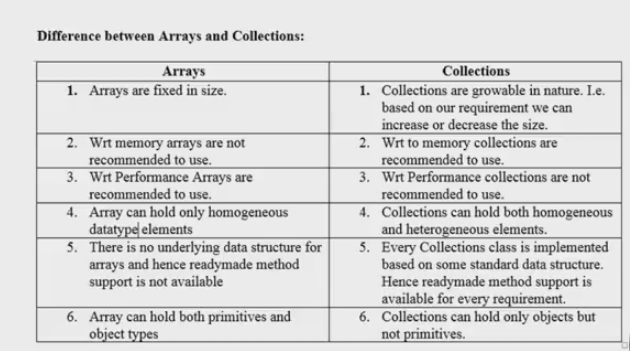 Difference between Arrays and Collections:
Arrays
Collections
1. Arrays are fixed in size.
1. Collections are growable in nature. I.e.
based on our requirement we can
increase or decrease the size.
2. Wrt memory arrays are not
recommended to use.
2. Wrt to memory collections are
recommended to use.
3. Wrt Performance Arrays are
recommended to use.
3. Wrt Performance collections are not
recommended to use.
4. Array can hold only homogeneous
datatype elements
4. Collections can hold both homogeneous
and heterogeneous elements.
5. There is no underlying data structure for
arrays and hence readymade method
support is not available
5. Every Collections class is implemented
based on some standard data structure.
Hence readymade method support is
available for every requirement.
6. Array can hold both primitives and
object types
6. Collections can hold only objects but
not primitives.